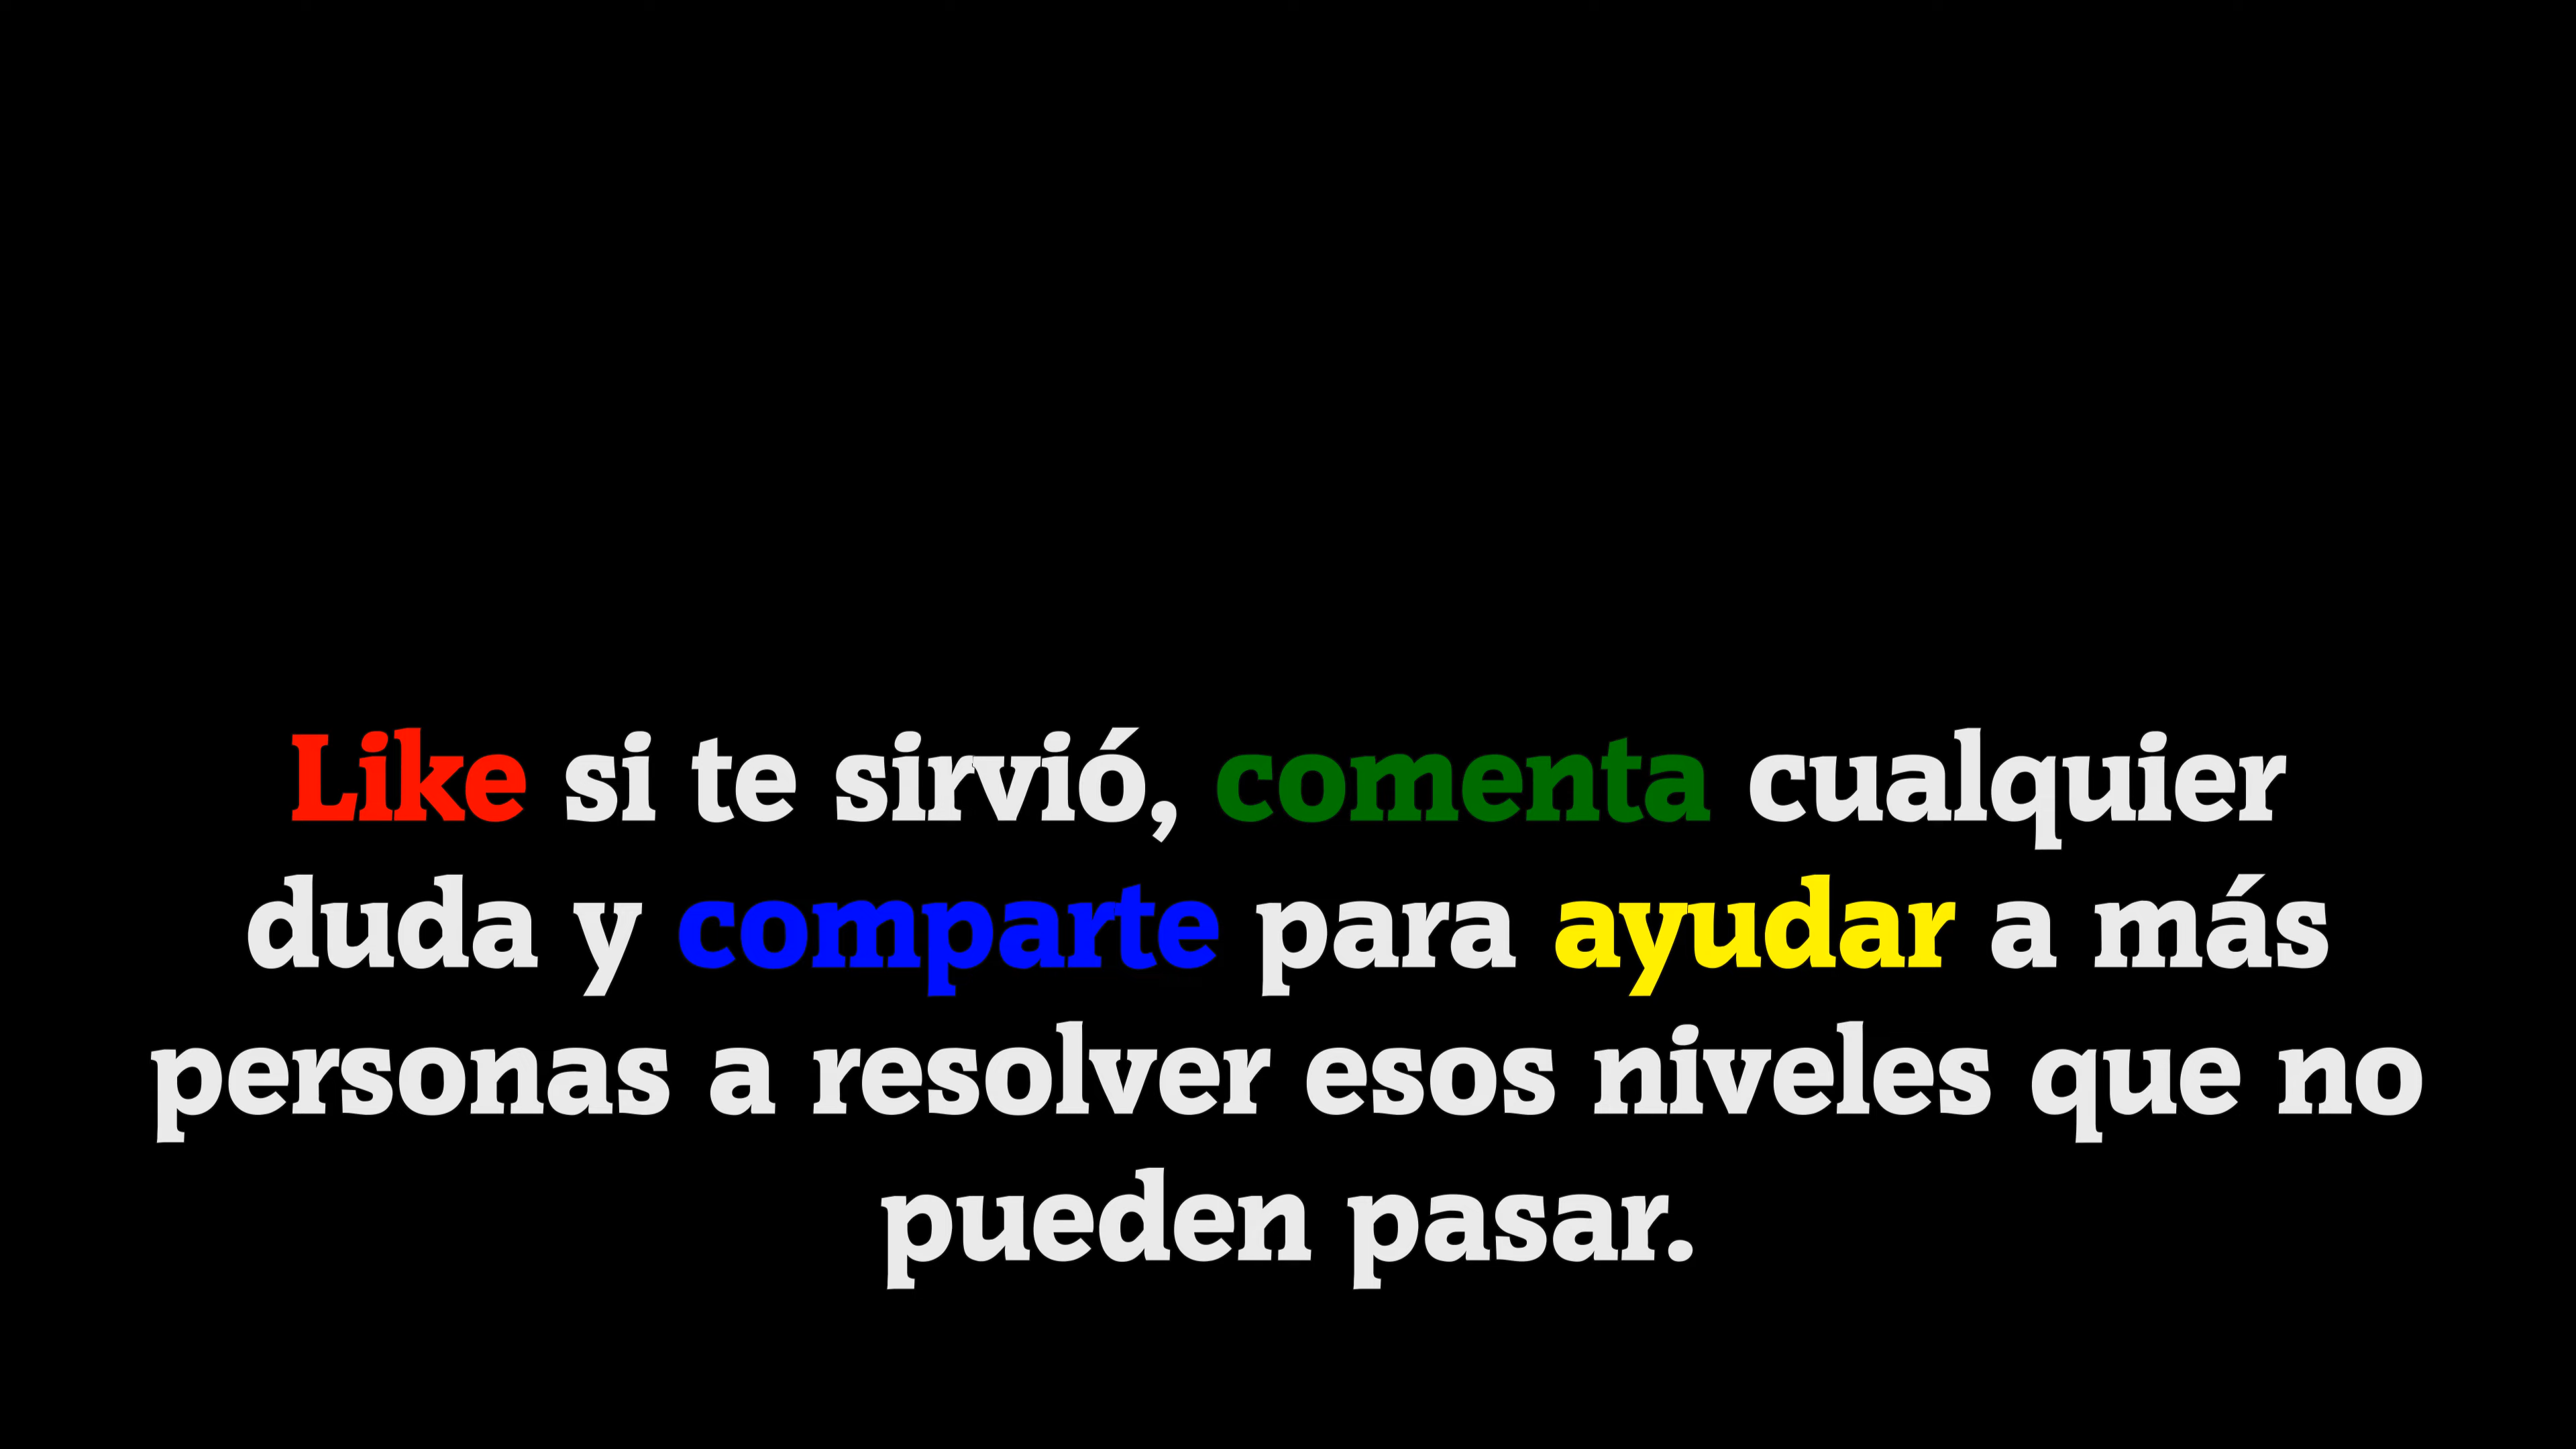 Like si te sirvió, comenta cualquier
duda y comparte para ayudar a más
personas a resolver esos niveles que no
pueden pasar.